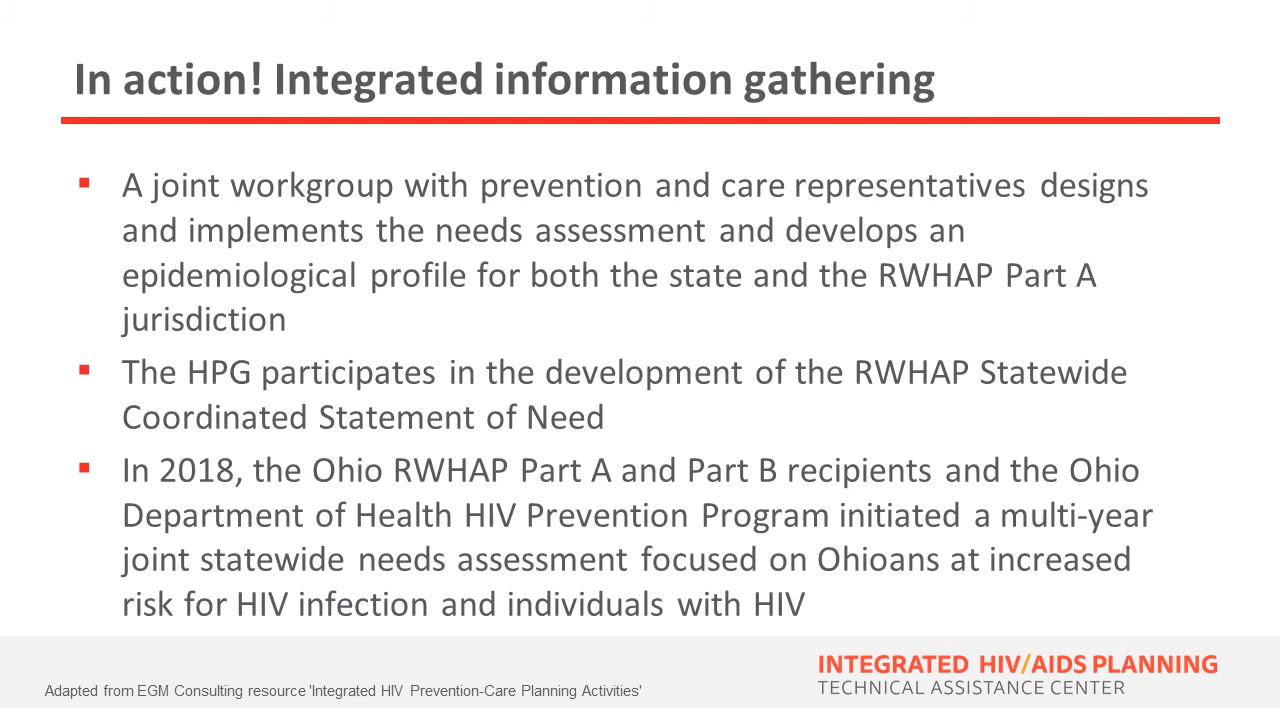 In action! Integrated information gathering
▪ A joint workgroup with prevention and care representatives designs
and implements the needs assessment and develops an
epidemiological profile for both the state and the RWHAP Part A
jurisdiction
▪ The HPG participates in the development of the RWHAP Statewide
Coordinated Statement of Need
▪ In 2018, the Ohio RWHAP Part A and Part B recipients and the Ohio
Department of Health HIV Prevention Program initiated a multi-year
joint statewide needs assessment focused on Ohioans at increased
risk for HIV infection and individuals with HIV
Adapted from EGM Consulting resource 'Integrated HIV Prevention-Care Planning Activities'
INTEGRATED HIV/AIDS PLANNING
TECHNICAL ASSISTANCE CENTER